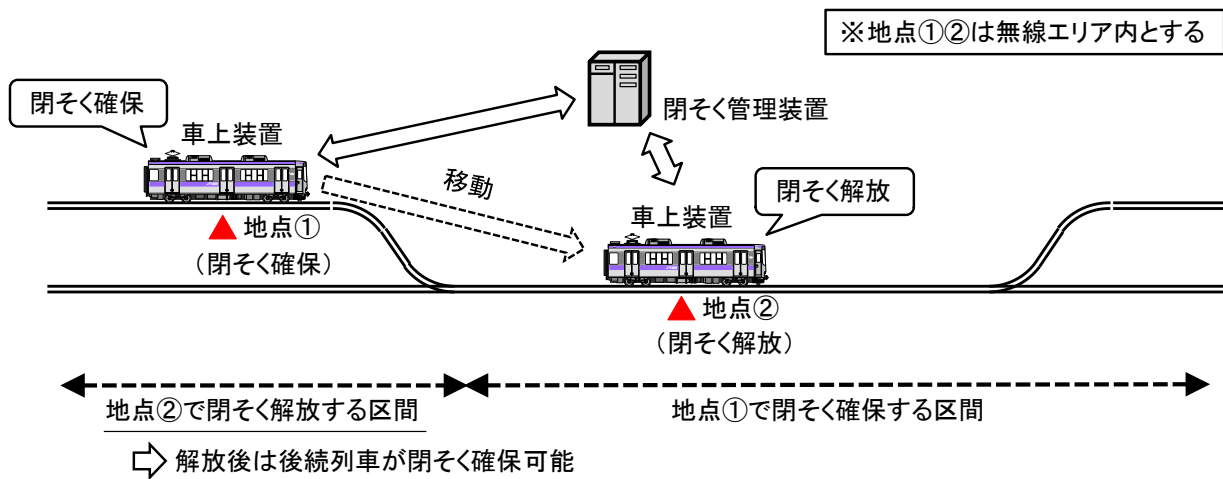 ※地点①②は無線エリア内とする
閉そく確保
閉そく管理装置
車上装置
移動
閉そく解放
車上装置
地点①
（閉そく確保）
地点②
（閉そく解放）
地点②で閉そく解放する区間
地点①で閉そく確保する区間
解放後は後続列車が閉そく確保可能